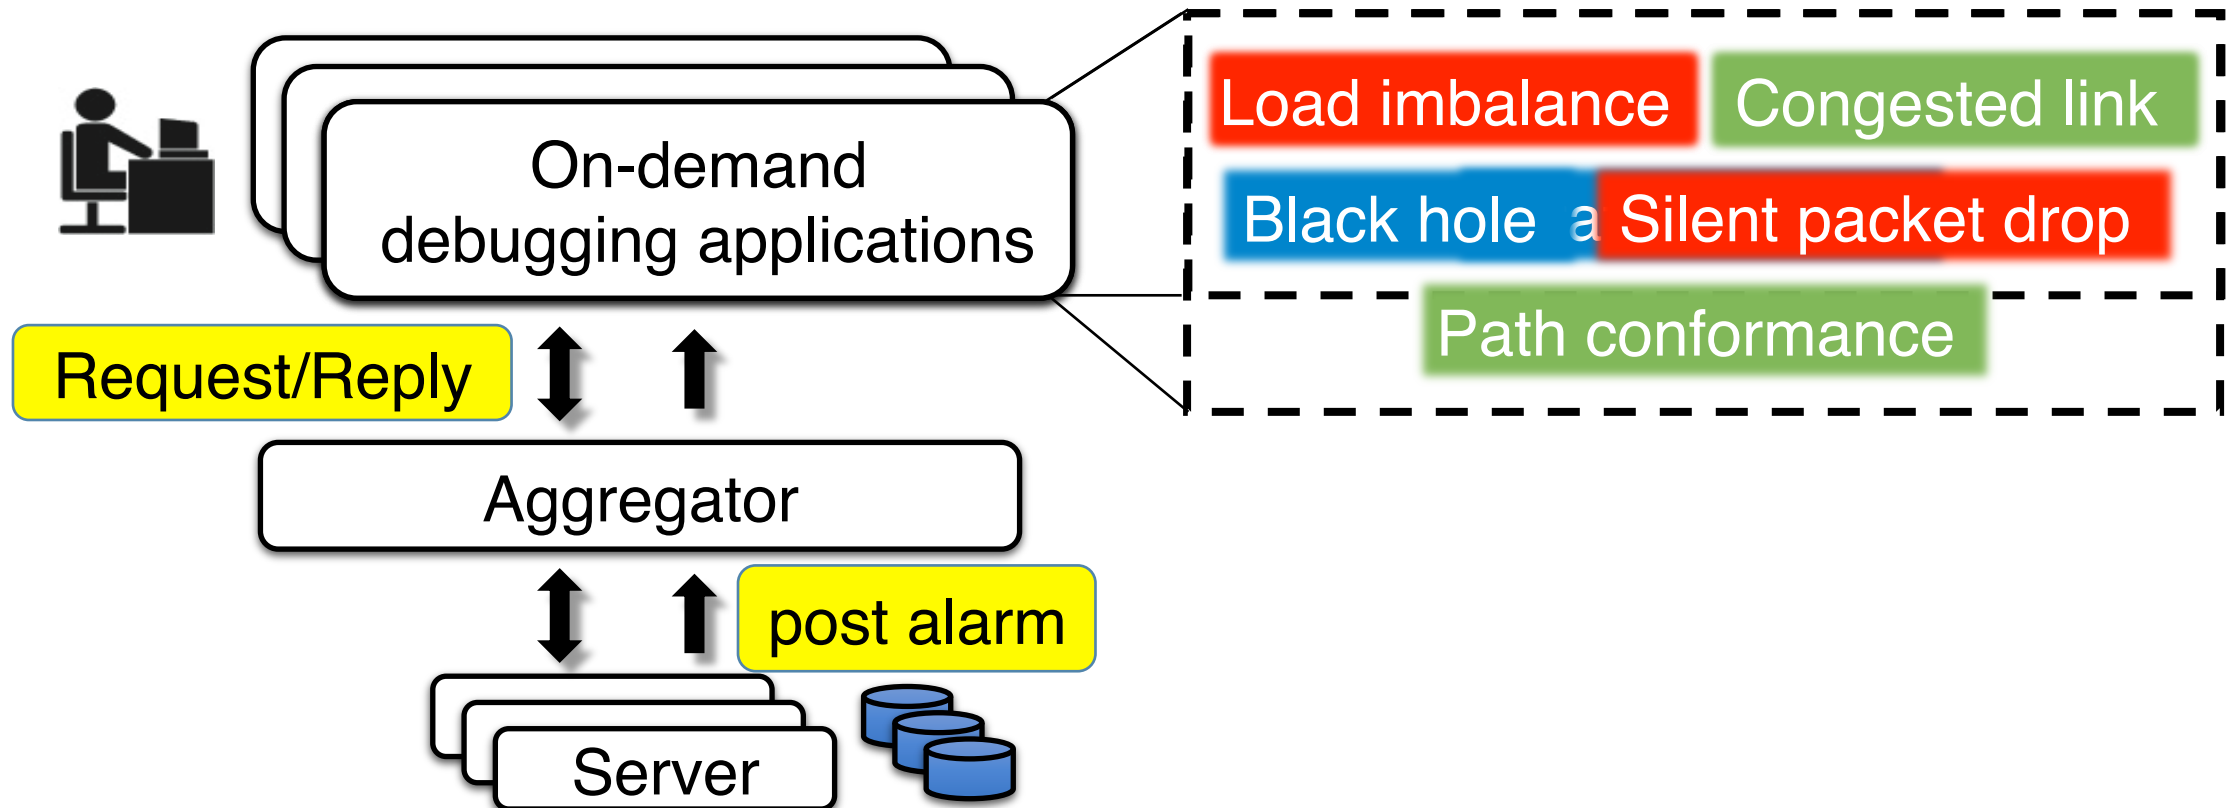 On-demand
debugging applications
Load imbalance
Congested link
Black hole a
Silent packet drop
Path conformance
Request/Reply
Aggregator
post alarm
Server